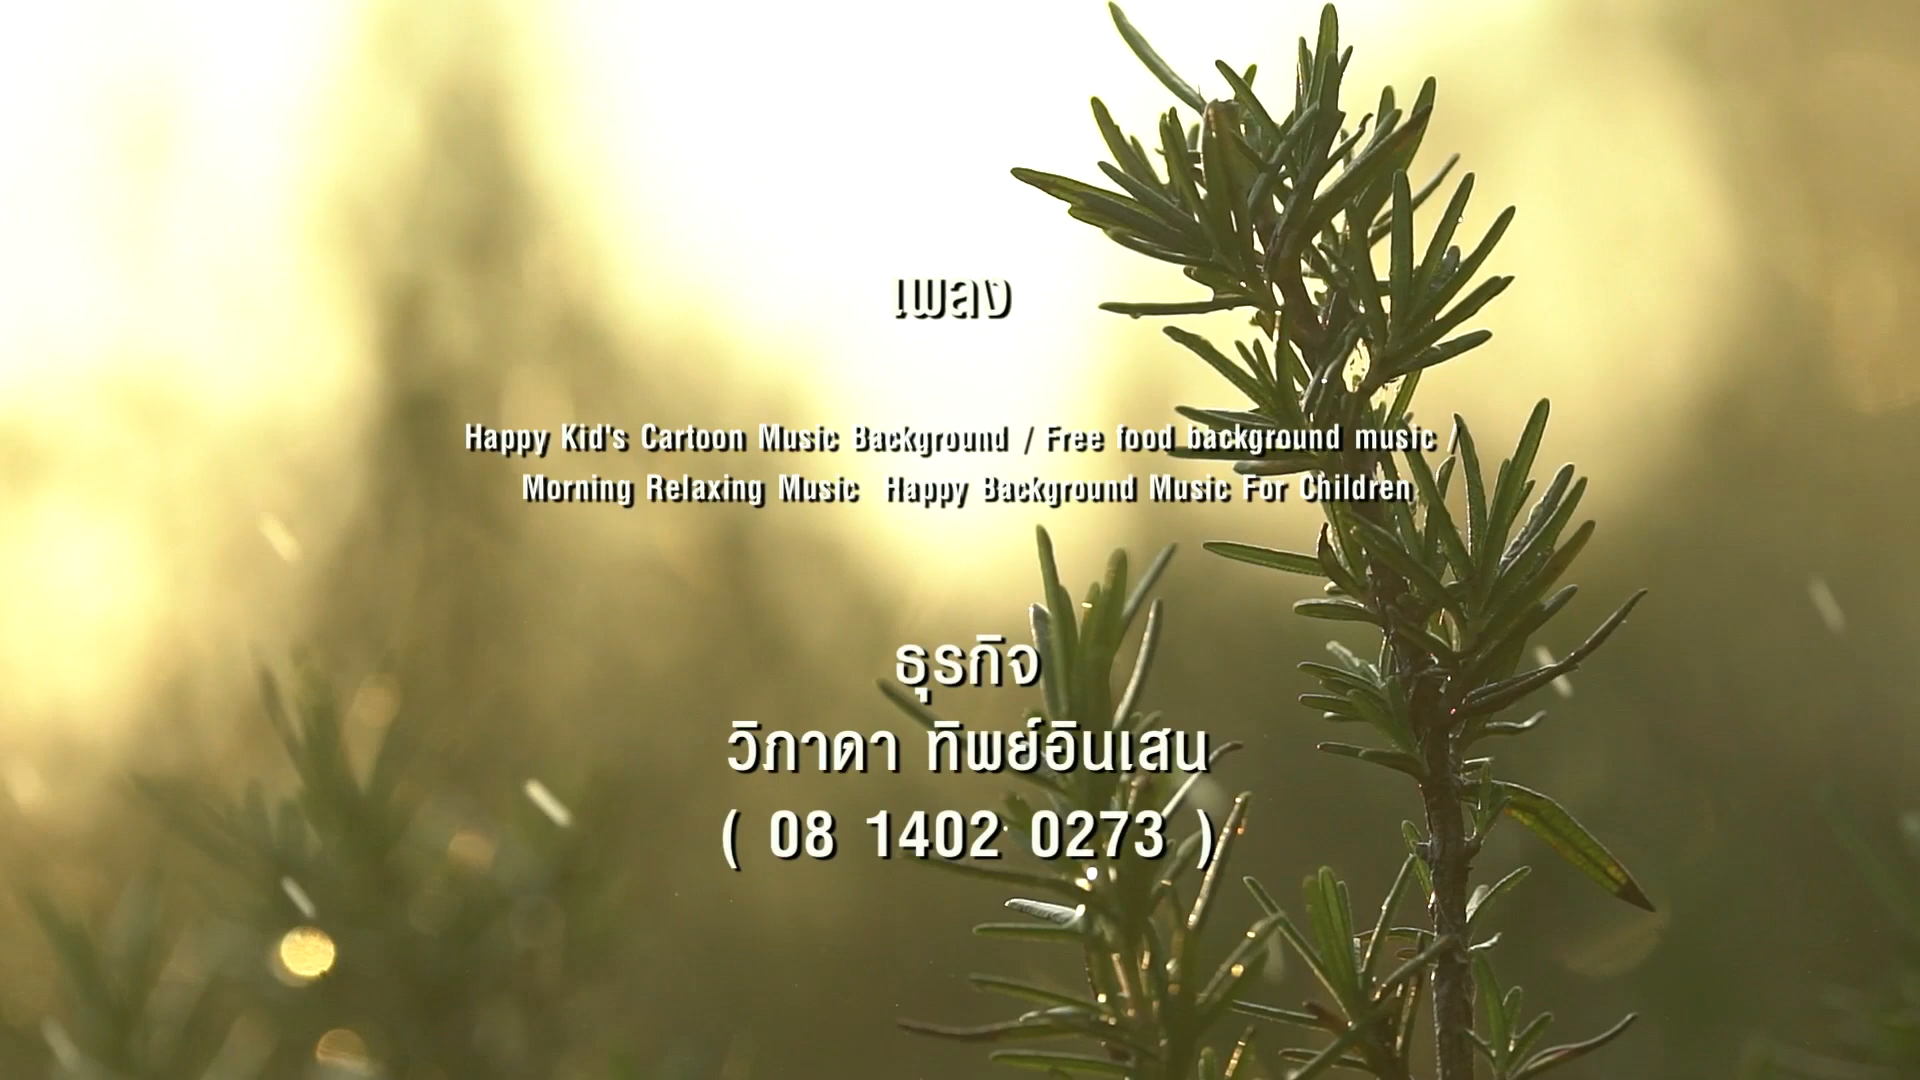 เพลง
Happy Kid's Cartoon Music Background / Free food background music /
Morning Relaxing Music Happy Background Music For Children
ธุรกิจ
วิภาดา ทิพย์อินเสน
( 08 1402 0273 )